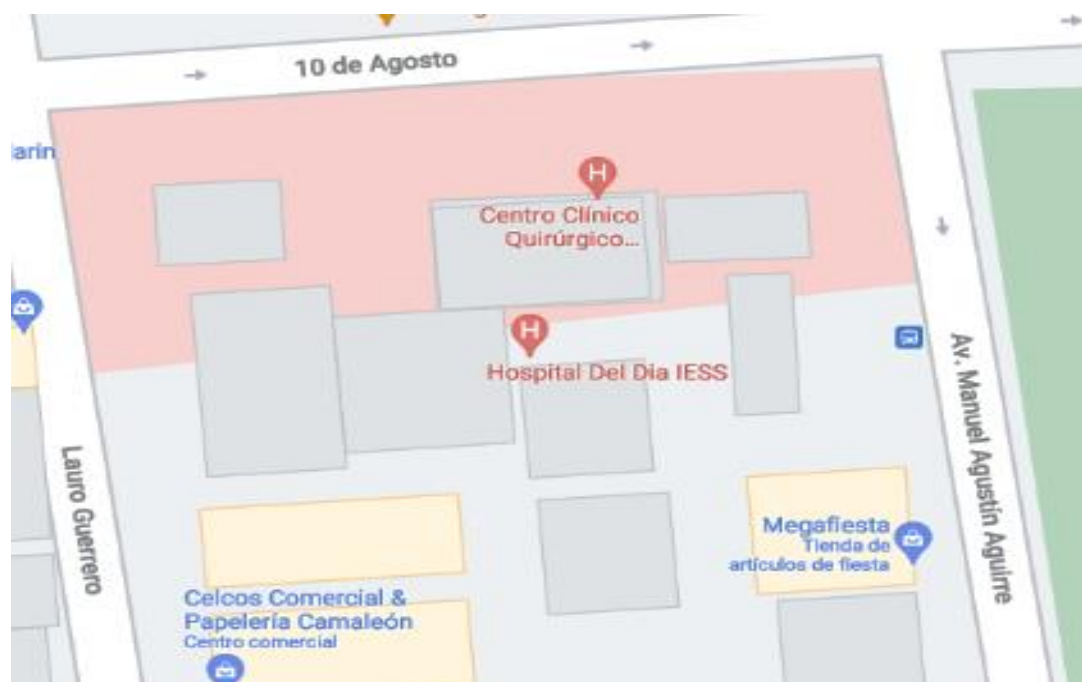 10 de Agosto
arin
H
Centro Clínico
Quirúrgico...
H
Hospital Del Dia IESS
Av. Manuel Agustín Aguirre
Lauro Guerrero
Megafiesta
Tienda de
artículos de fiesta
Celcos Comercial &
Papelería Camaleón
Centro comercial